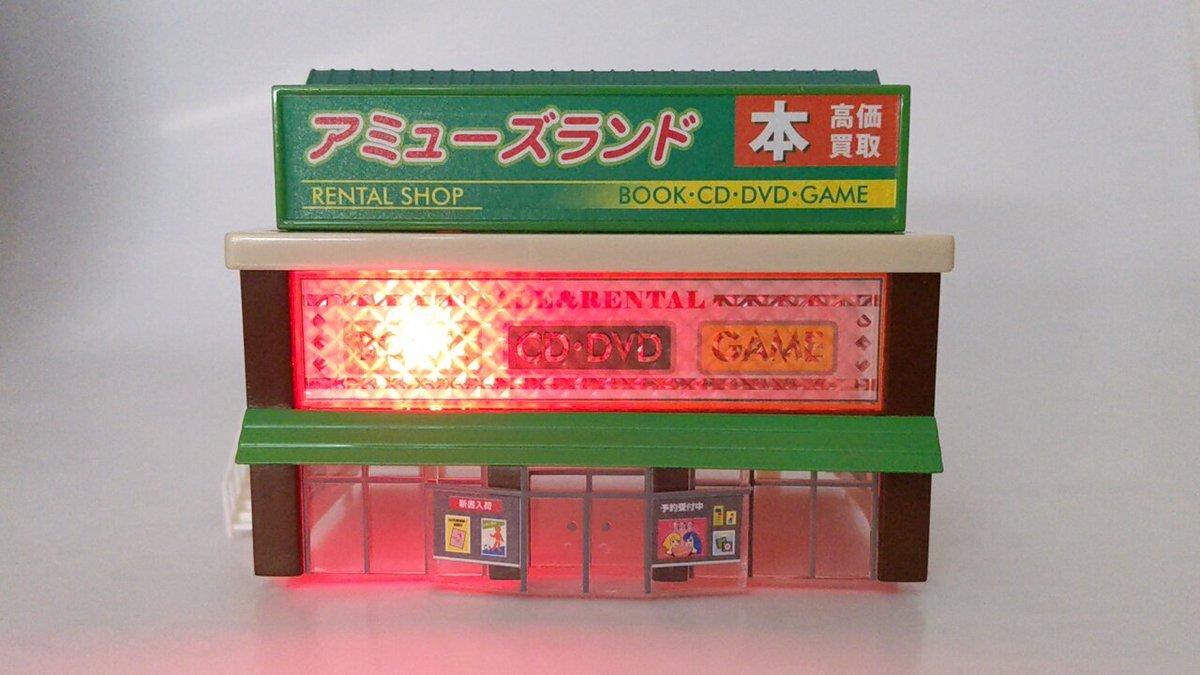 アミューズランド
本
高価
買取
RENTAL SHOP
BOOK・CD・DVD・GAME
&RENTAL
CD・DVD
GAME
新書入荷
予約受付中